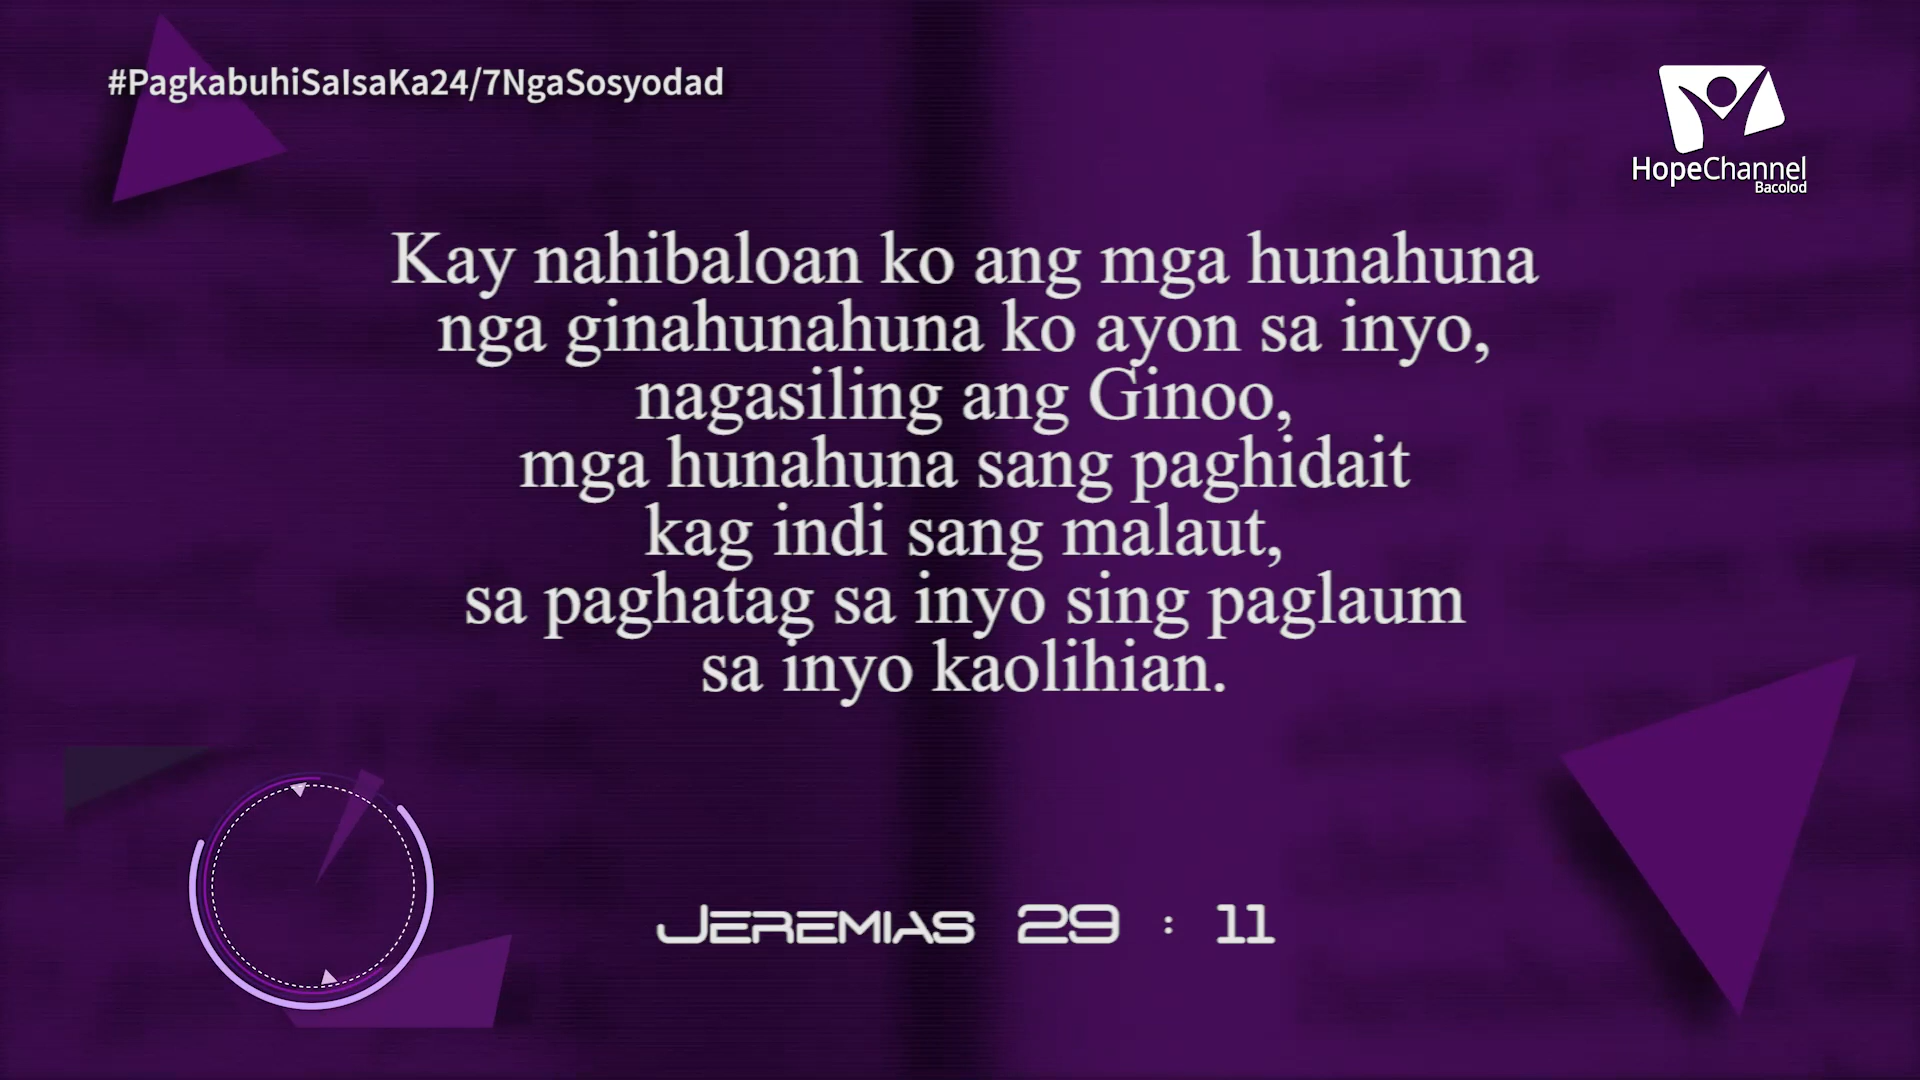 #PagkabuhiSaIsaKa24/7NgaSosyodad
HopeChannel
Bacolod
Kay nahibaloan ko ang mga hunahuna
nga ginahunahuna ko ayon sa inyo,
nagasiling ang Ginoo,
mga hunahuna sang paghidait
kag indi sang malaut,
sa paghatag sa inyo sing paglaum
sa inyo kaolihian.
JEREMIAS 29 : 11